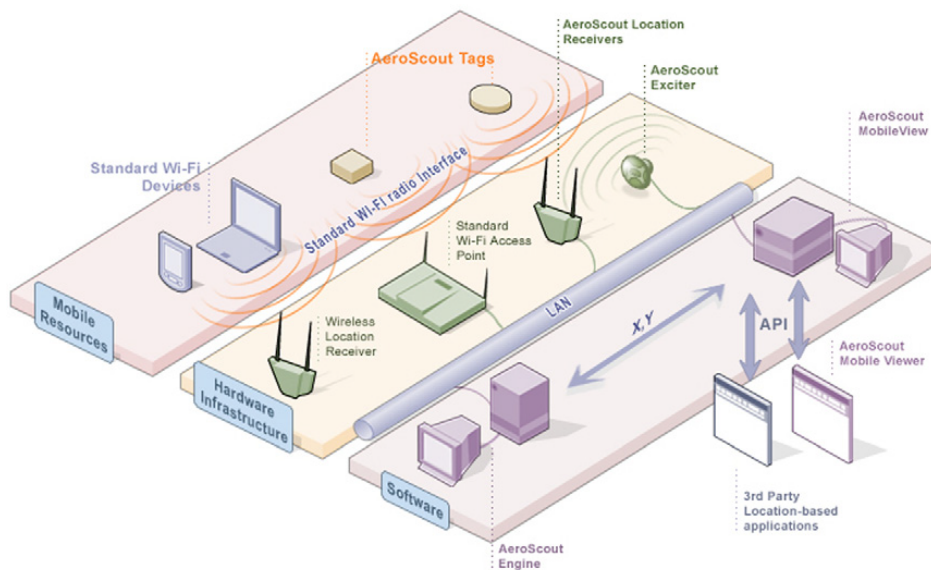 AeroScout Location
Receivers
AeroScout Tags
AeroScout
Exciter
AeroScout
MobileView
Standard Wi-Fi
Devices
Standard Wi-Fi radio Interface
Standard
Wi-Fi Access
Point
Mobile
Resources
Wireless
Location
Receiver
LAN
X,Y
API
AeroScout
Mobile Viewer
Hardware
Infrastructure
Software
3rd Party
Location-based
applications
AeroScout
Engine